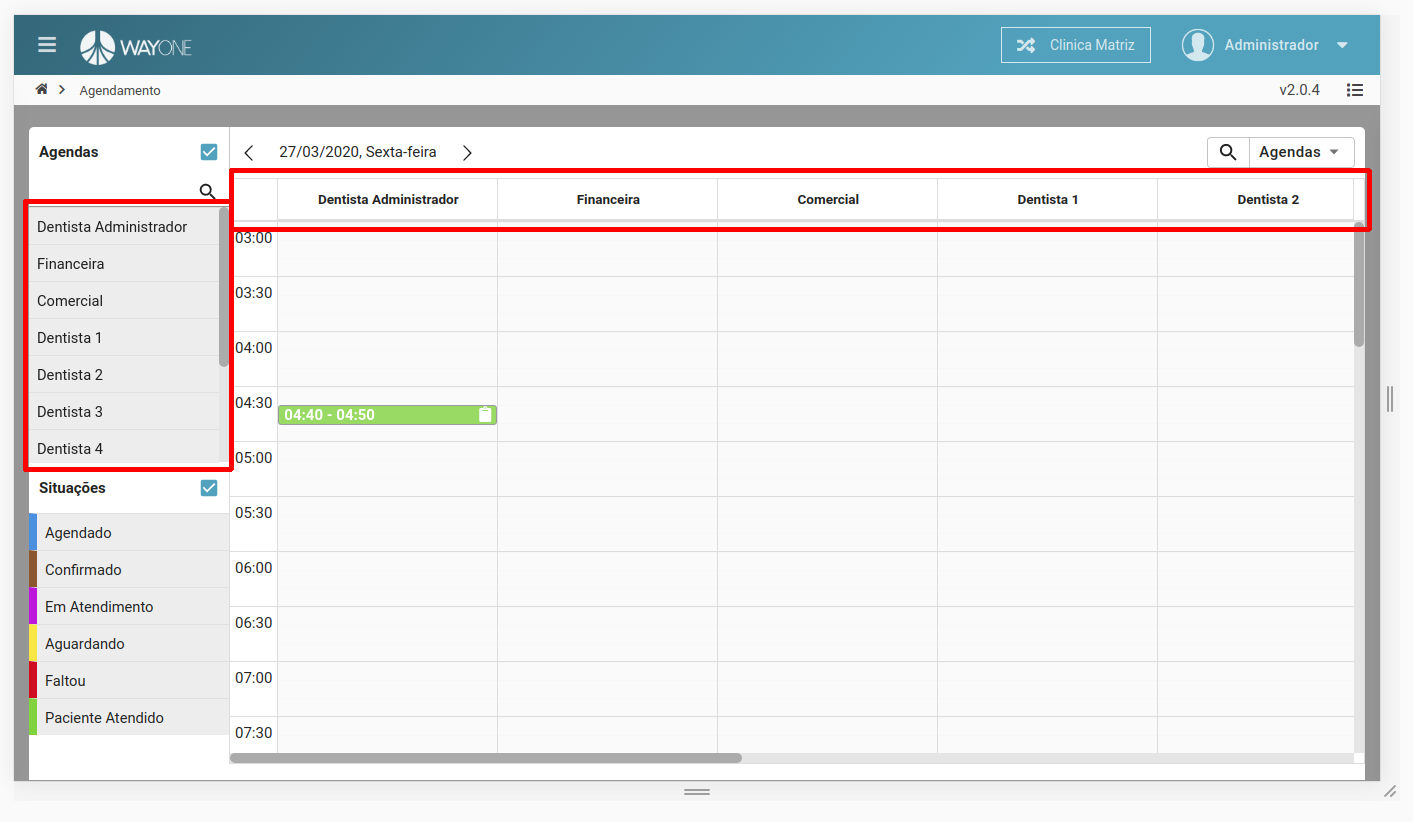 WAYONE
Clinica Matriz
Administrador
Agendamento
v2.0.4
Agendas
27/03/2020, Sexta-feira
Agendas
Dentista Administrador
Financeira
Comercial
Dentista 1
Dentista 2
Dentista Administrador
Financeira
Comercial
Dentista 1
Dentista 2
Dentista 3
Dentista 4
Situações
Agendado
Confirmado
Em Atendimento
Aguardando
Faltou
Paciente Atendido
03:00
03:30
04:00
04:30
04:40 - 04:50
05:00
05:30
06:00
06:30
07:00
07:30